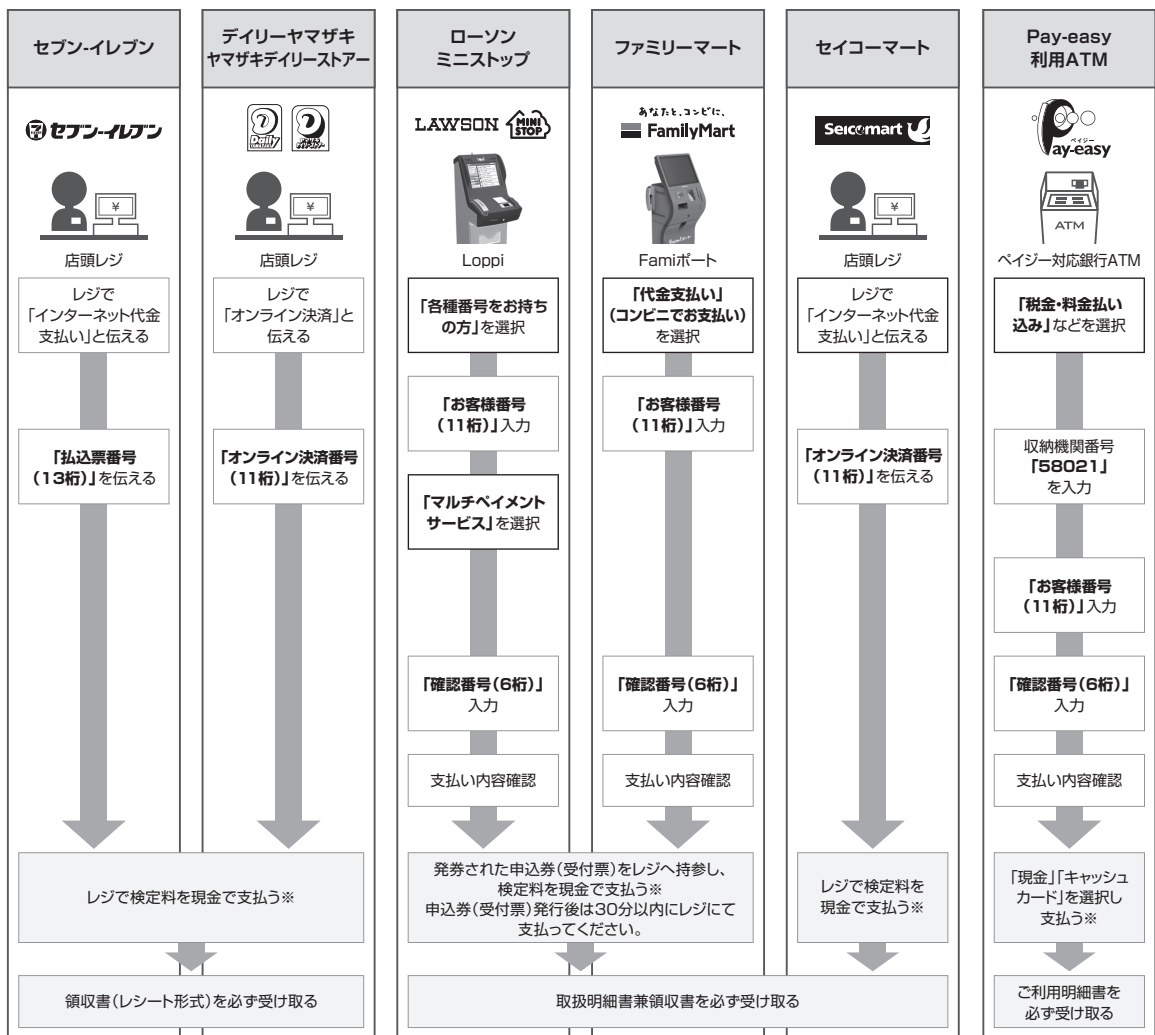 セブン-イレブン
デイリーヤマザキ
ヤマザキデイリーストアー
ローソン
ミニストップ
ファミリーマート
セイコーマート
Pay-easy
利用ATM
セブン-イレブン
Daily
LAWSON
MINI
STOP
あなたと、コンビに、
FamilyMart
Seicomart
ペイジー
Pay-easy
¥
¥
¥
ATM
店頭レジ
店頭レジ
Loppi
Famiポート
店頭レジ
ペイジー対応銀行ATM
レジで
「インターネット代金
支払い」と伝える
レジで
「オンライン決済」と
伝える
「各種番号をお持ち
の方」を選択
「代金支払い」
(コンビニでお支払い)
を選択
レジで
「インターネット代金
支払い」と伝える
「税金・料金払い
込み」などを選択
「お客様番号
(11桁)」入力
「お客様番号
(11桁)」入力
「払込票番号
(13桁)」を伝える
「オンライン決済番号
(11桁)」を伝える
「マルチペイメント
サービス」を選択
「オンライン決済番号
(11桁)」を伝える
収納機関番号
「58021」
を入力
「お客様番号
(11桁)」入力
「確認番号(6桁)」
入力
「確認番号(6桁)」
入力
「確認番号(6桁)」
入力
支払い内容確認
支払い内容確認
支払い内容確認
レジで検定料を現金で支払う※
発券された申込券(受付票)をレジへ持参し、
検定料を現金で支払う※
申込券(受付票)発行後は30分以内にレジにて
支払ってください。
レジで検定料を
現金で支払う※
「現金」「キャッシュ
カード」を選択し
支払う※
領収書(レシート形式)を必ず受け取る
取扱明細書兼領収書を必ず受け取る
ご利用明細書を
必ず受け取る